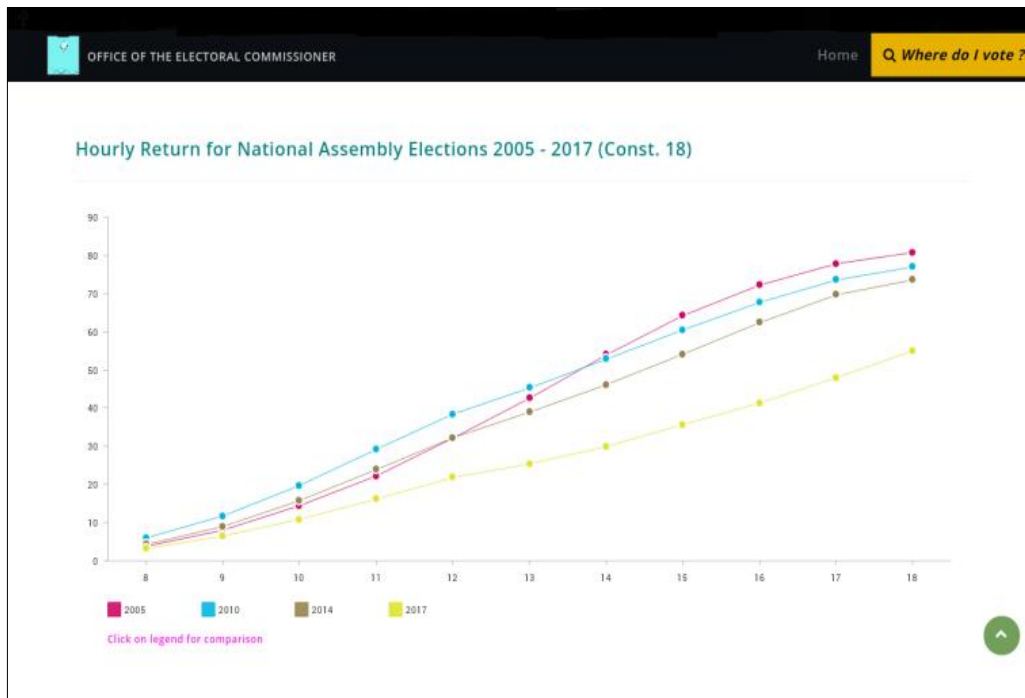 OFFICE OF THE ELECTORAL COMMISSIONER
Home
Where do I vote ?
Hourly Return for National Assembly Elections 2005 - 2017 (Const. 18)
90
80
70
60
50
40
30
20
10
0
8 9 10 11 12 13 14 15 16 17 18
2005 2010 2014 2017
Click on legend for comparison